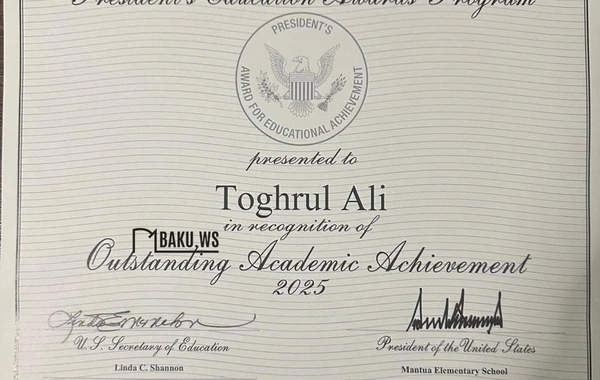 President's Education Awards Program
PRESIDENT'S
AWARD FOR EDUCATIONAL ACHIEVEMENT
presented to
Toghrul Ali
in recognition of
BAKU.WS
Outstanding Academic Achievement
2025
U.S. Secretary of Education
President of the United States
Linda C. Shannon
Mantua Elementary School